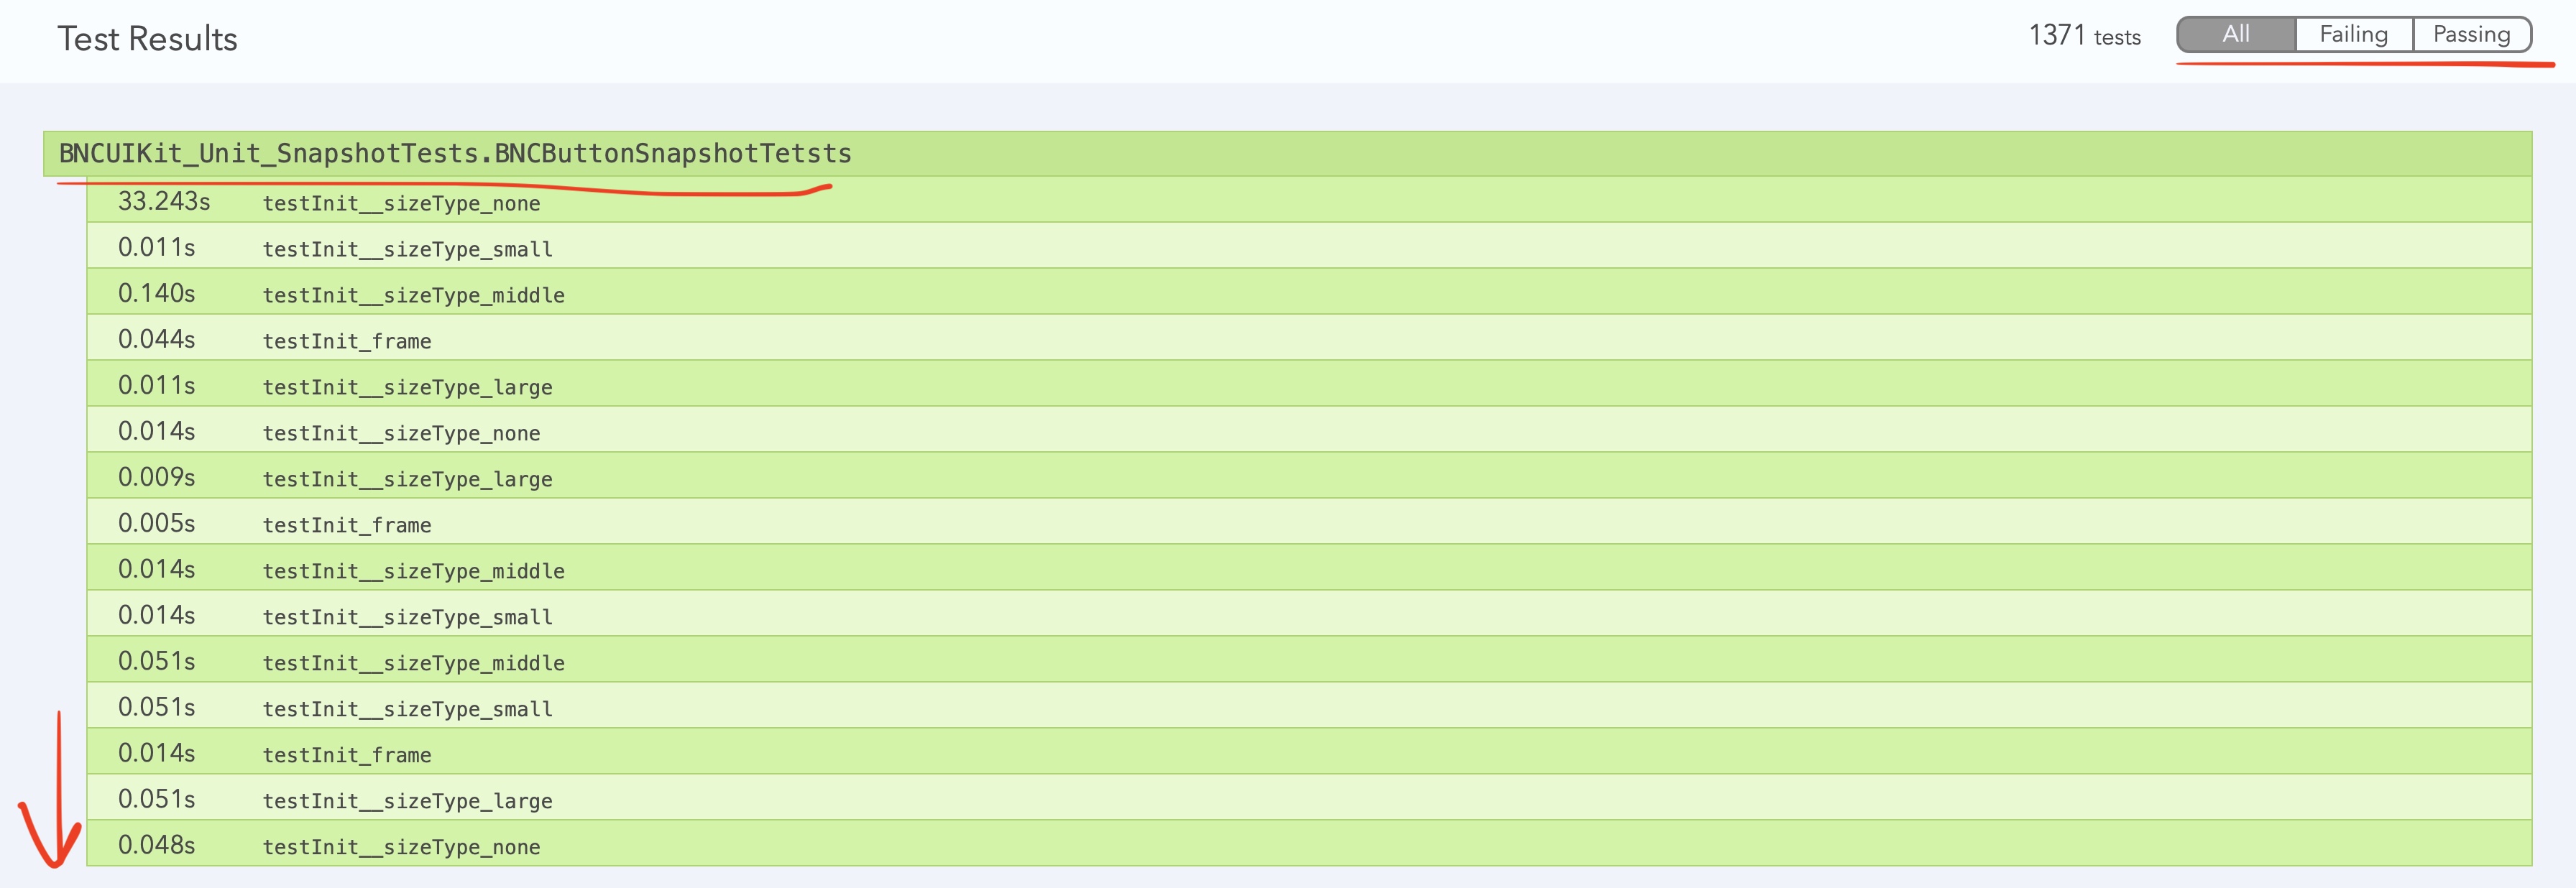 Test Results
1371 tests
All Failing Passing
BNCUIKit_Unit_SnapshotTests.BNCButtonSnapshotTetsts
33.243s testInit__sizeType_none
0.011s testInit__sizeType_small
0.140s testInit__sizeType_middle
0.044s testInit_frame
0.011s testInit__sizeType_large
0.014s testInit__sizeType_none
0.009s testInit__sizeType_large
0.005s testInit_frame
0.014s testInit__sizeType_middle
0.014s testInit__sizeType_small
0.051s testInit__sizeType_middle
0.051s testInit__sizeType_small
0.014s testInit_frame
0.051s testInit__sizeType_large
0.048s testInit__sizeType_none